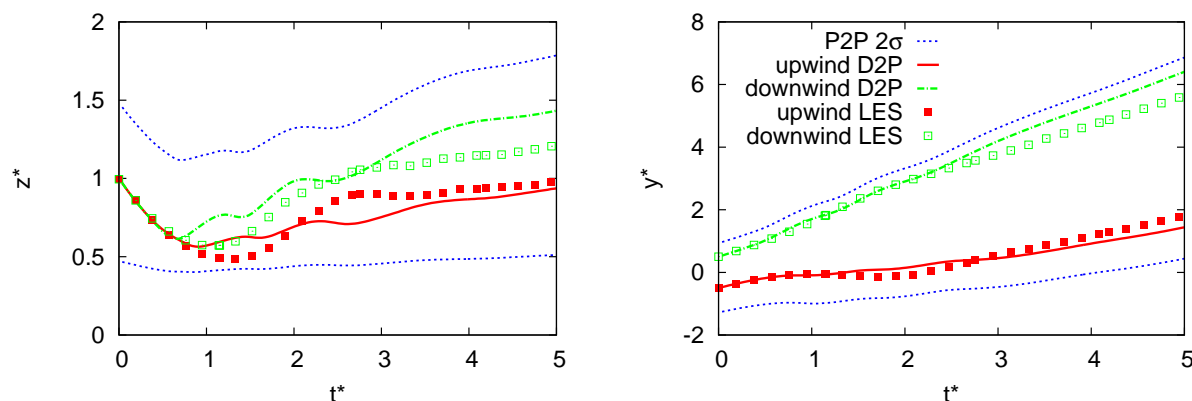 2
1.5
1
0.5
0
z*
0 1 2 3 4 5
t*
8
6
4
2
0
-2
y*
P2P 2σ
upwind D2P
downwind D2P
upwind LES
downwind LES
0 1 2 3 4 5
t*